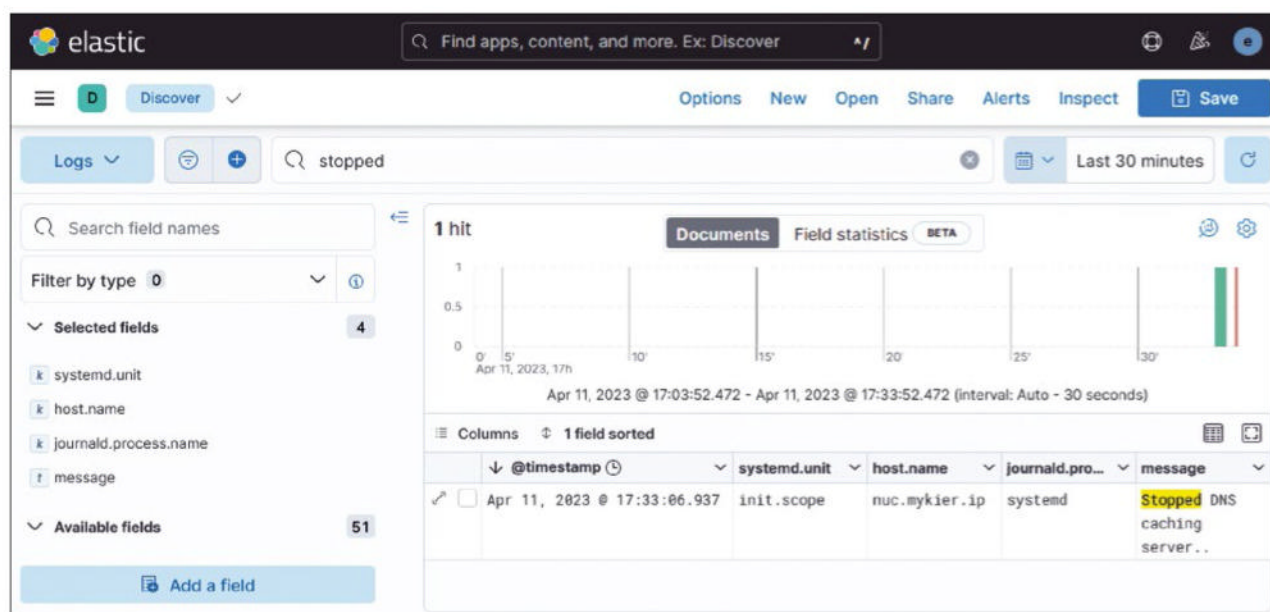 elastic
Find apps, content, and more. Ex: Discover
^/
e
D
Discover
Options
New
Open
Share
Alerts
Inspect
Save
Logs
stopped
Last 30 minutes
Search field names
Filter by type 0
Selected fields 4
k systemd.unit
k host.name
k journald.process.name
t message
Available fields 51
Add a field
1 hit
Documents
Field statistics BETA
1
0.5
0
0' 5' 10' 15' 20' 25' 30'
Apr 11, 2023, 17h
Apr 11, 2023 @ 17:03:52.472 - Apr 11, 2023 @ 17:33:52.472 (interval: Auto - 30 seconds)
Columns 1 field sorted
@timestamp systemd.unit host.name journald.pro... message
Apr 11, 2023 @ 17:33:06.937 init.scope nuc.mykier.ip systemd Stopped DNS
caching
server..